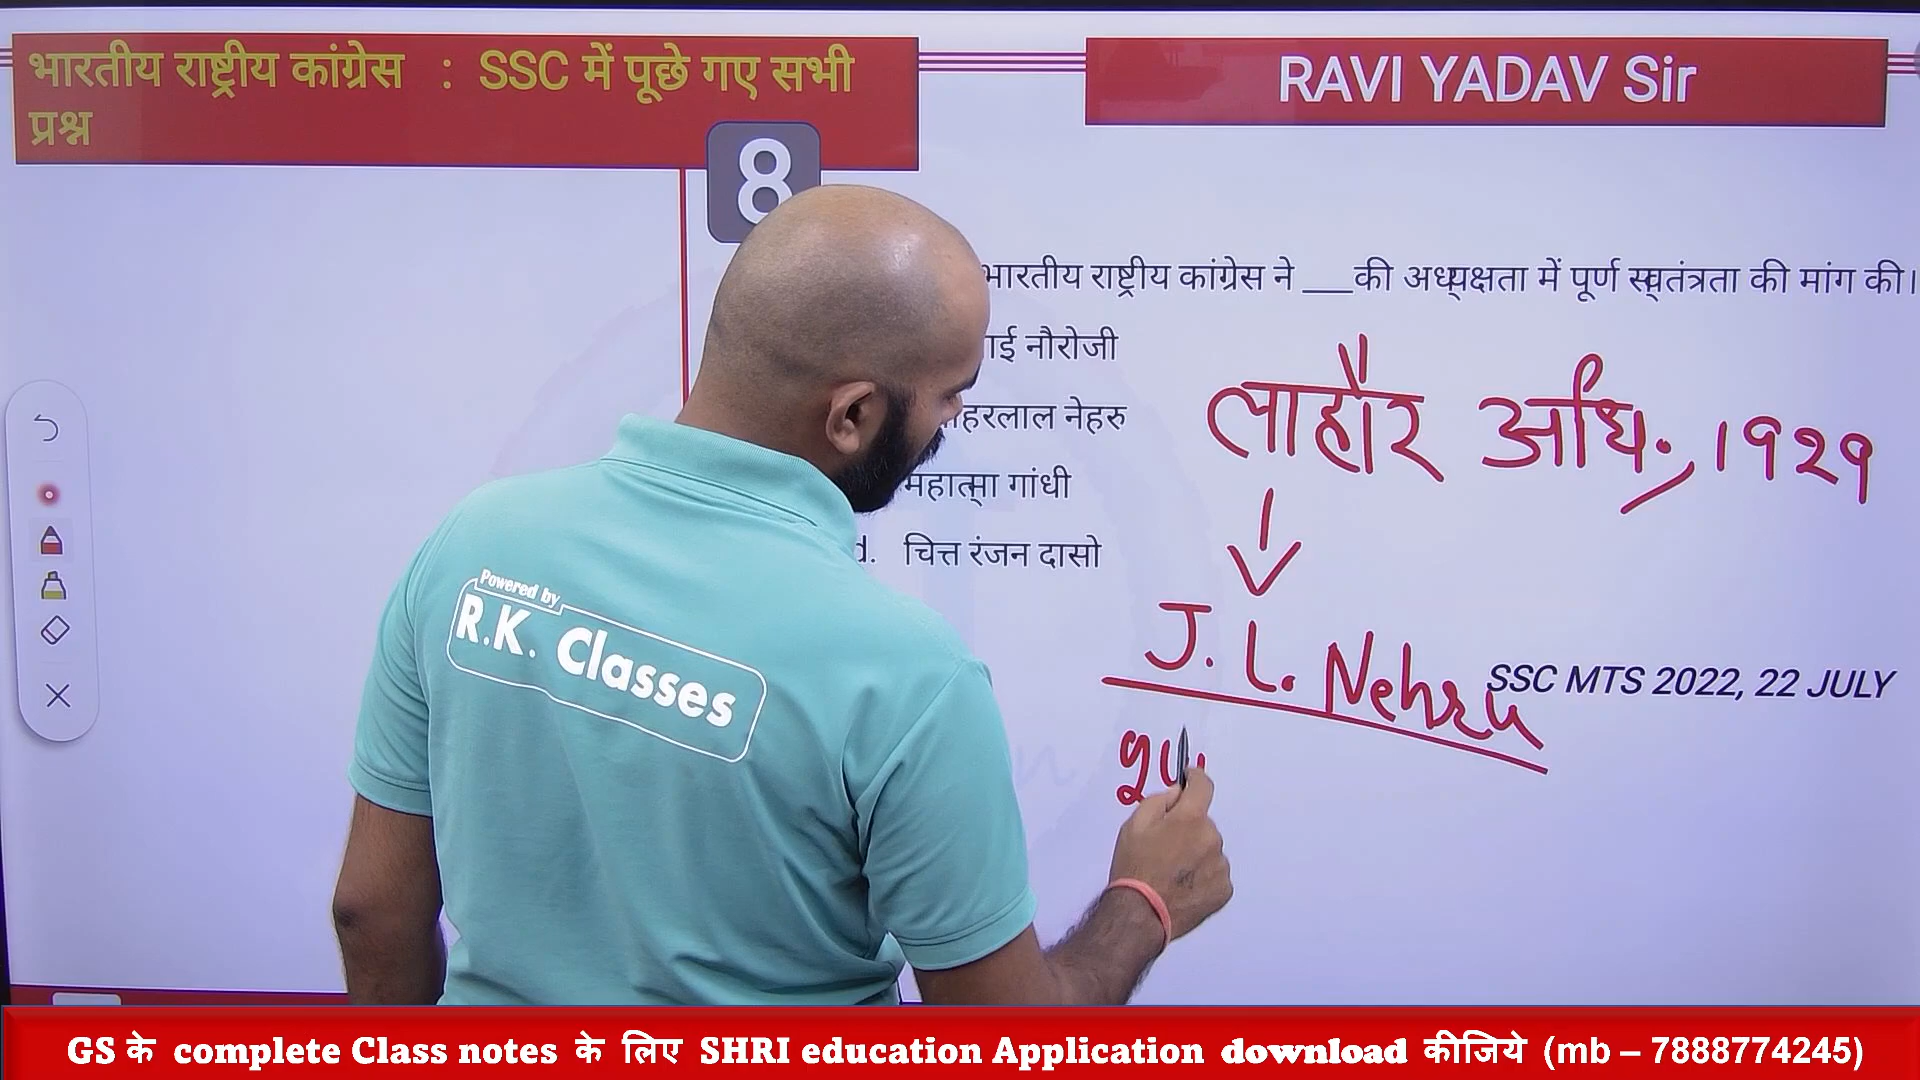 भारतीय राष्ट्रीय कांग्रेस : SSC में पूछे गए सभी
प्रश्न
RAVI YADAV Sir
8
भारतीय राष्ट्रीय कांग्रेस ने ___की अध्यक्षता में पूर्ण स्वतंत्रता की मांग की।
ाई नौरोजी
ाहरलाल नेहरु
महात्मा गांधी
d. चित्त रंजन दासो
लाहौर अधि., १९२९
J. L. Nehru
SSC MTS 2022, 22 JULY
Powered by
R.K. Classes
GS के complete Class notes के लिए SHRI education Application download कीजिये (mb – 7888774245)